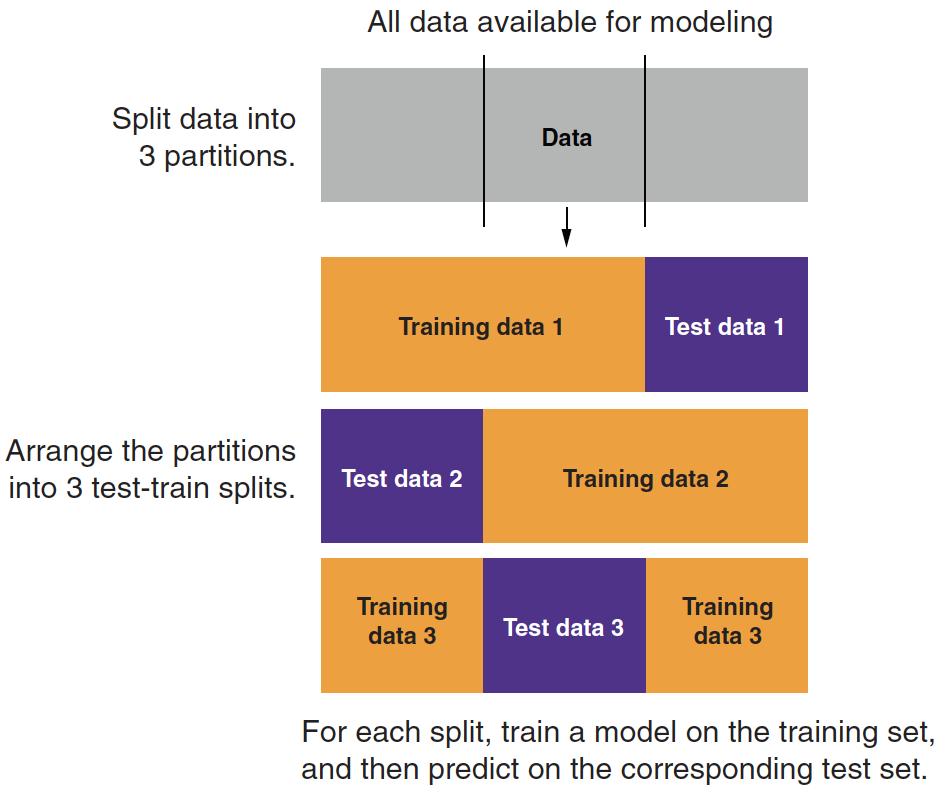 All data available for modeling
Split data into
3 partitions.
Data
Training data 1
Test data 1
Arrange the partitions
into 3 test-train splits.
Test data 2
Training data 2
Training
data 3
Test data 3
Training
data 3
For each split, train a model on the training set,
and then predict on the corresponding test set.